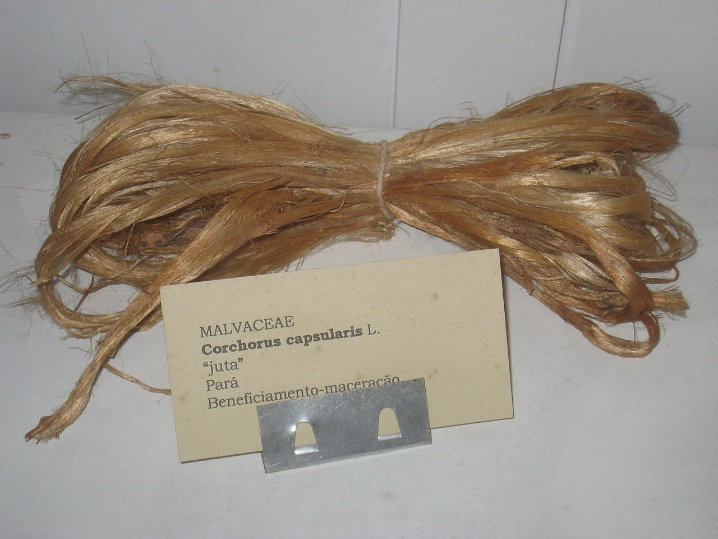 MALVACEAE
Corchorus capsularis L.
"juta"
Pará
Beneficiamento-maceração